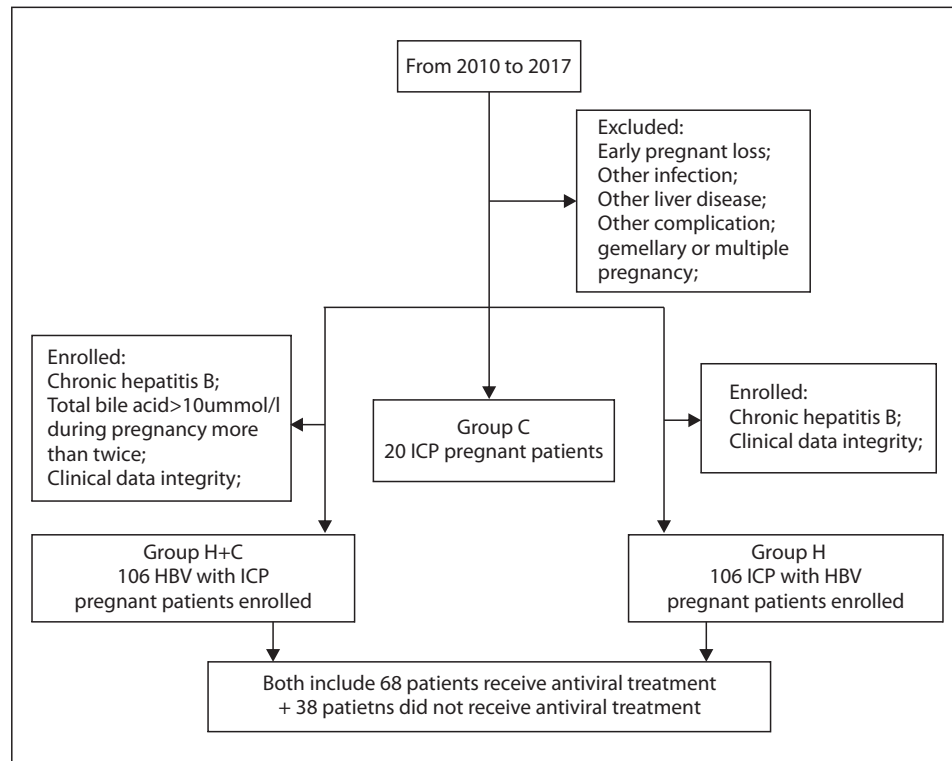 From 2010 to 2017
Excluded:
Early pregnant loss;
Other infection;
Other liver disease;
Other complication;
gemellary or multiple
pregnancy;
Enrolled:
Chronic hepatitis B;
Total bile acid>10ummol/l
during pregnancy more
than twice;
Clinical data integrity;
Group C
20 ICP pregnant patients
Enrolled:
Chronic hepatitis B;
Clinical data integrity;
Group H+C
106 HBV with ICP
pregnant patients enrolled
Group H
106 ICP with HBV
pregnant patients enrolled
Both include 68 patients receive antiviral treatment
+ 38 patietns did not receive antiviral treatment